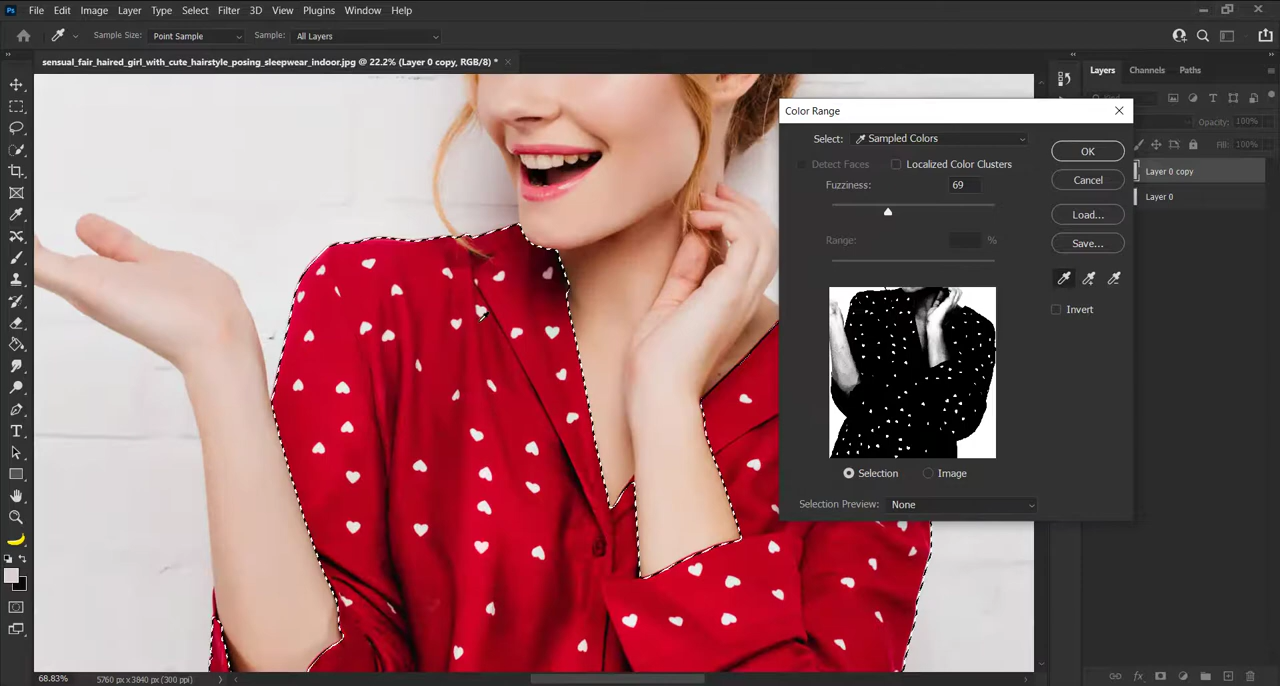 Ps File Edit Image Layer Type Select Filter 3D View Plugins Window Help
Sample Size: Point Sample Sample: All Layers
sensual_fair_haired_girl_with_cute_hairstyle_posing_sleepwear_indoor.jpg @ 22.2% (Layer 0 copy, RGB/8) *
Layers Channels Paths
Color Range
Opacity: 100%
Select: Sampled Colors
OK
Fill: 100%
Detect Faces Localized Color Clusters
Layer 0 copy
Fuzziness: 69
Cancel
Layer 0
Load...
Range: %
Save...
Invert
Selection Image
Selection Preview: None
68.83% 5760 px x 3840 px (300 ppi)